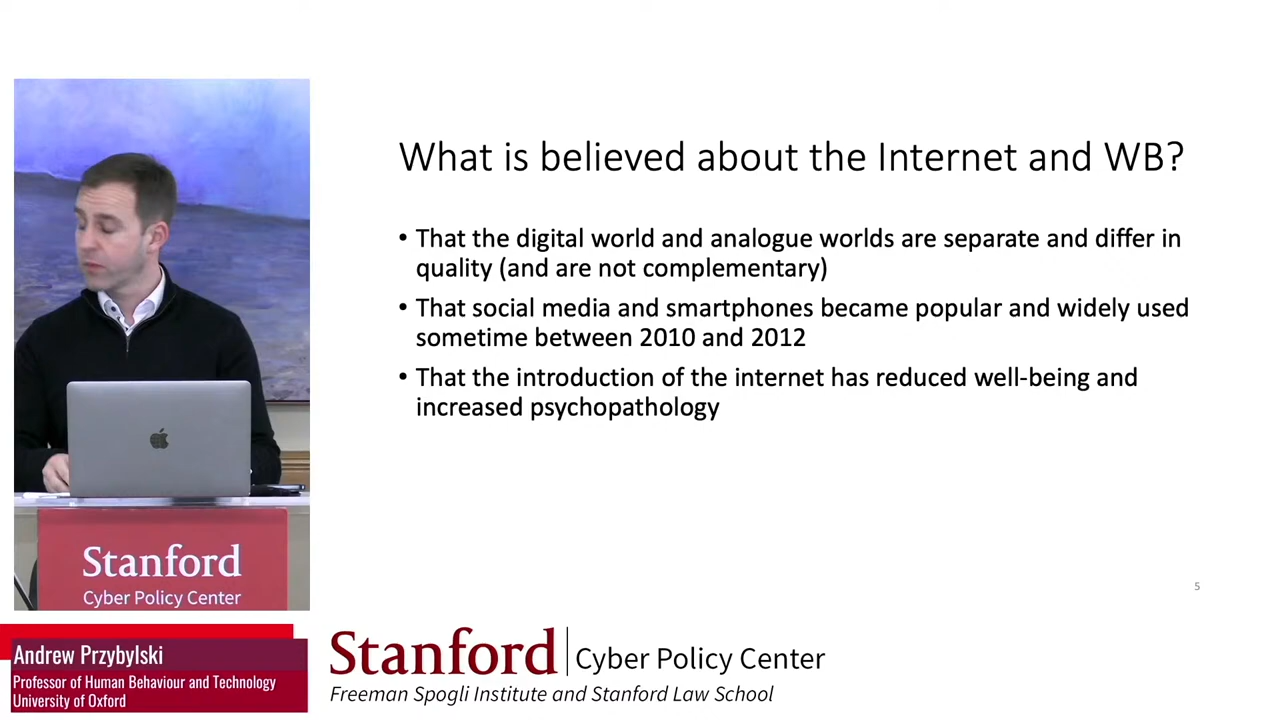 What is believed about the Internet and WB?
• That the digital world and analogue worlds are separate and differ in
quality (and are not complementary)
• That social media and smartphones became popular and widely used
sometime between 2010 and 2012
• That the introduction of the internet has reduced well-being and
increased psychopathology
5
Stanford
Cyber Policy Center
Andrew Przybylski
Professor of Human Behaviour and Technology
University of Oxford
Stanford | Cyber Policy Center
Freeman Spogli Institute and Stanford Law School